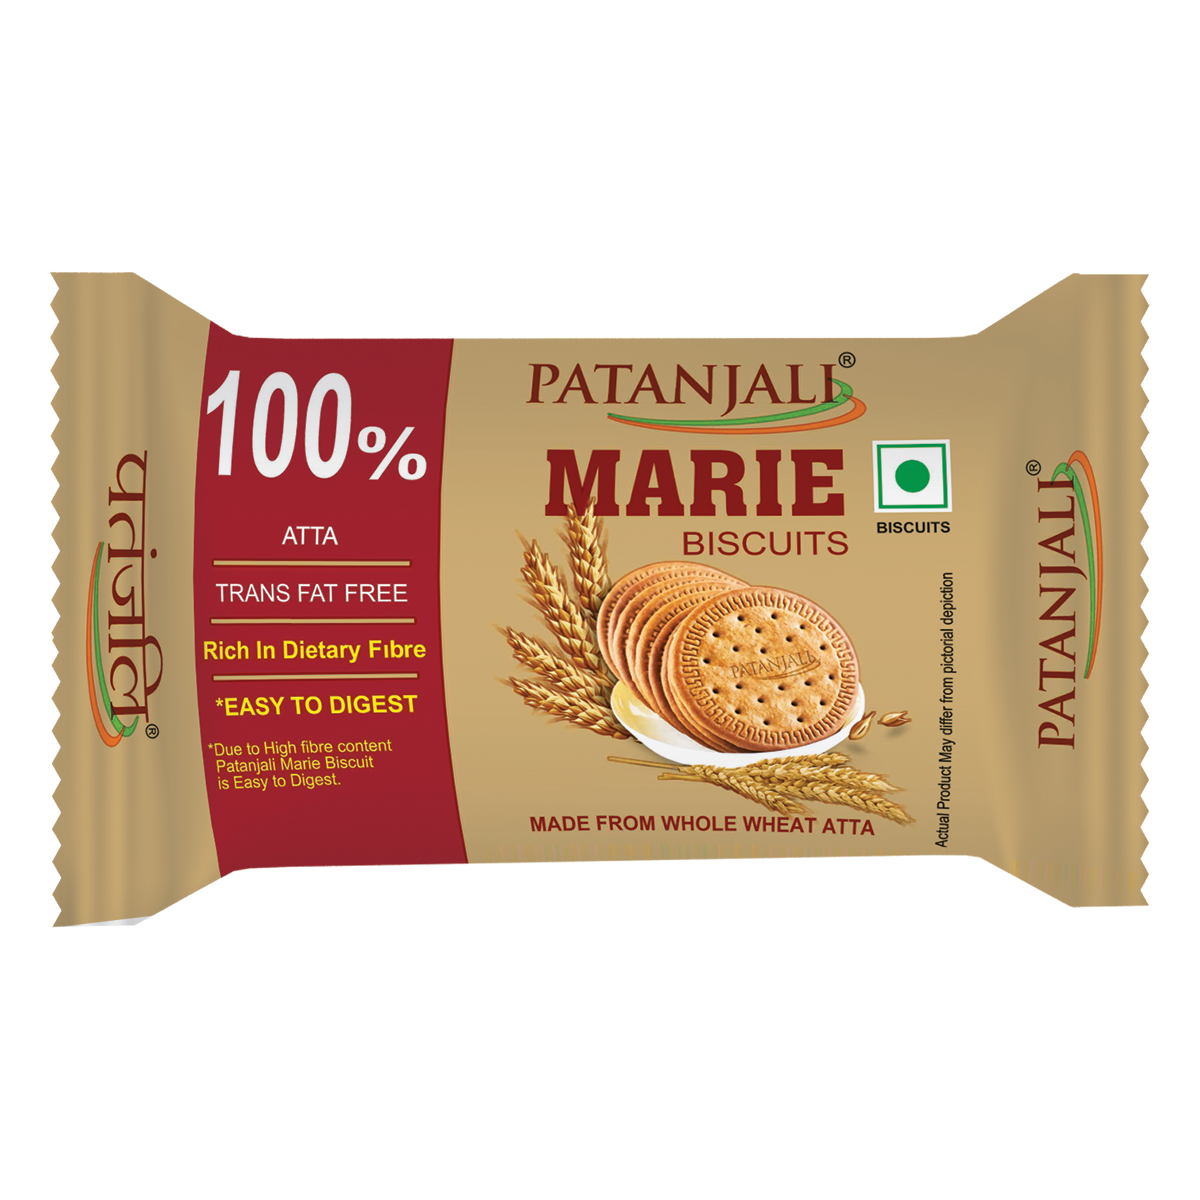 पतंजलि®
100%
ATTA
TRANS FAT FREE
Rich In Dietary Fibre
*EASY TO DIGEST
*Due to High fibre content
Patanjali Marie Biscuit
is Easy to Digest.
PATANJALI®
MARIE
BISCUITS
BISCUITS
PATANJALI
MADE FROM WHOLE WHEAT ATTA
Actual Product May differ from pictorial depiction
PATANJALI®